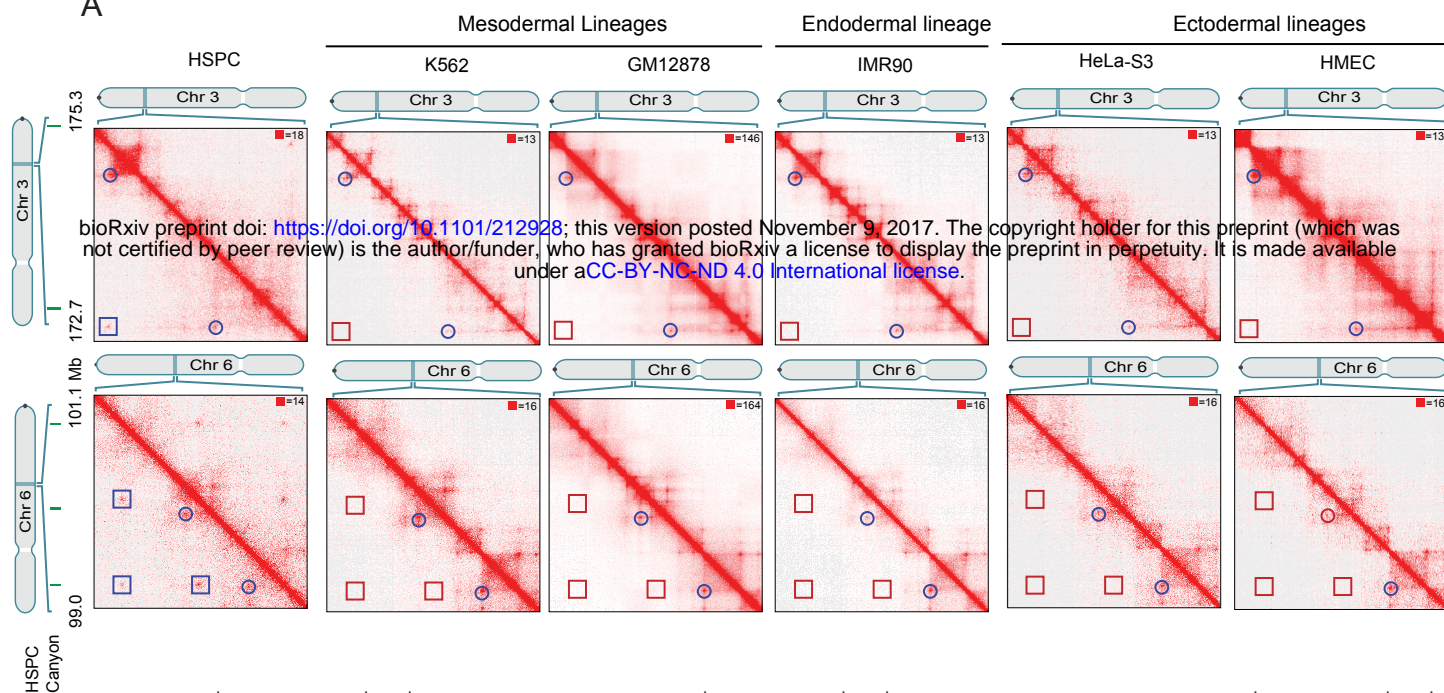 A
Mesodermal Lineages Endodermal lineage Ectodermal lineages
HSPC K562 GM12878 IMR90 HeLa-S3 HMEC
Chr 3 Chr 3 Chr 3 Chr 3 Chr 3 Chr 3
175.3
=18 =13 =146 =13 =13 =13
Chr 3
bioRxiv preprint doi: https://doi.org/10.1101/212928; this version posted November 9, 2017. The copyright holder for this preprint (which was
not certified by peer review) is the author/funder, who has granted bioRxiv a license to display the preprint in perpetuity. It is made available
under aCC-BY-NC-ND 4.0 International license.
172.7
Chr 6 Chr 6 Chr 6 Chr 6 Chr 6 Chr 6
101.1 Mb
=14 =16 =164 =16 =16 =16
Chr 6
99.0
HSPC
Canyon